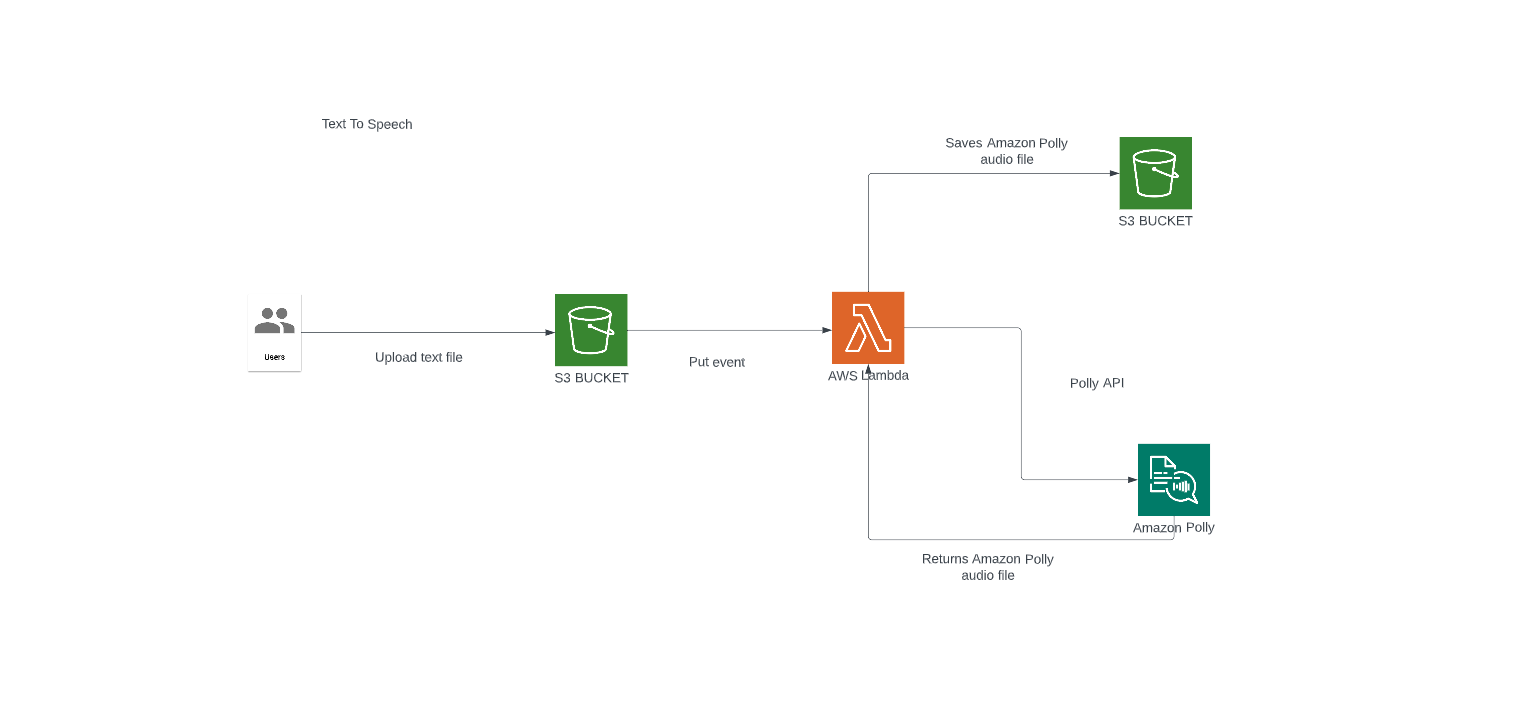 Text To Speech
Saves Amazon Polly
audio file
S3 BUCKET
Users
Upload text file
S3 BUCKET
Put event
AWS Lambda
Polly API
Amazon Polly
Returns Amazon Polly
audio file